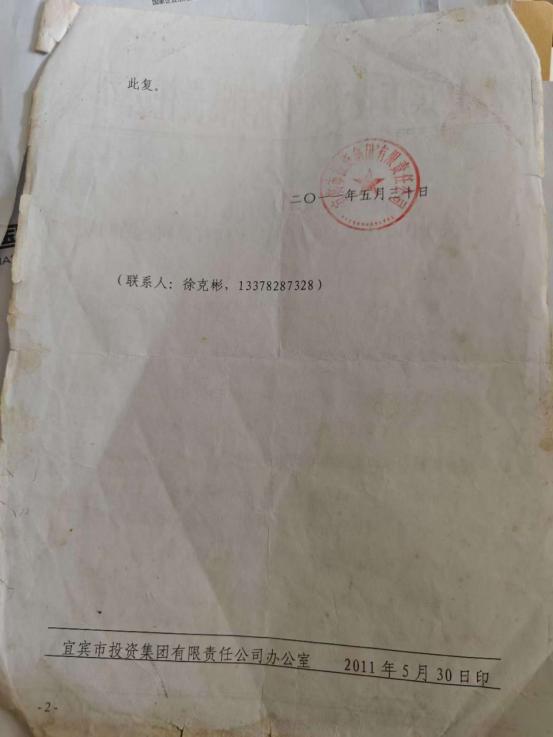 此复。
二〇一一年五月三十日
（联系人：徐克彬，13378287328）
宜宾市投资集团有限责任公司办公室 2011年5月30日印
-2-